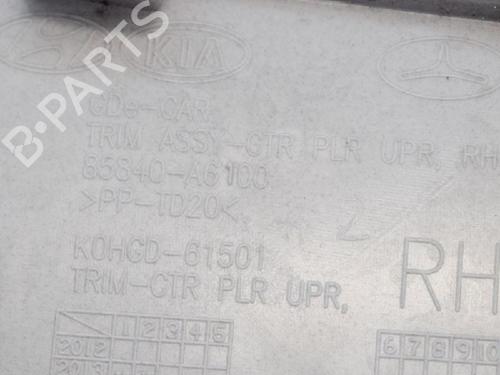 KIA
GDe-CAR
TRIM ASSY-CTR PLR UPR, RH
85840-A6100
>PP-TD20<
K0HGD-61501
TRIM-CTR PLR UPR, RH
1 2 3 4 5
6 7 8 9 10
2012
2013
B-PARTS